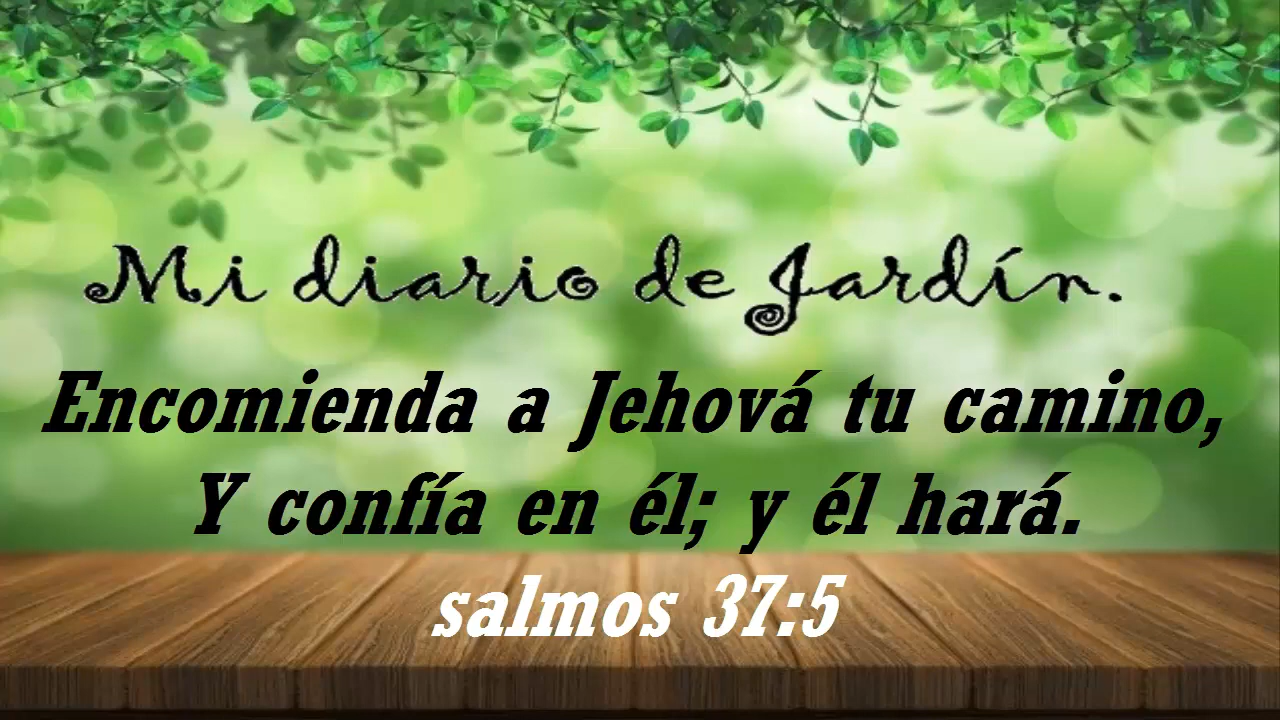 Mi diario de Jardín.
Encomienda a Jehová tu camino,
Y confía en él; y él hará.
salmos 37:5